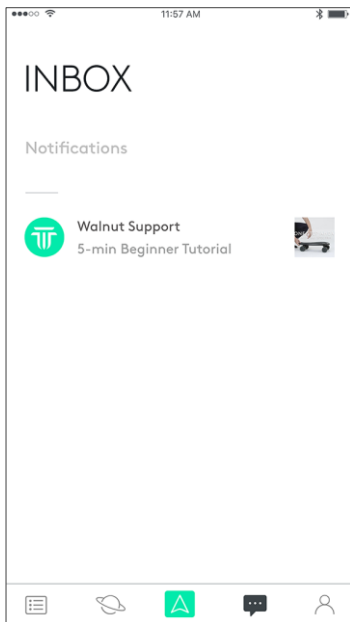 11:57 AM
INBOX
Notifications
Walnut Support
5-min Beginner Tutorial